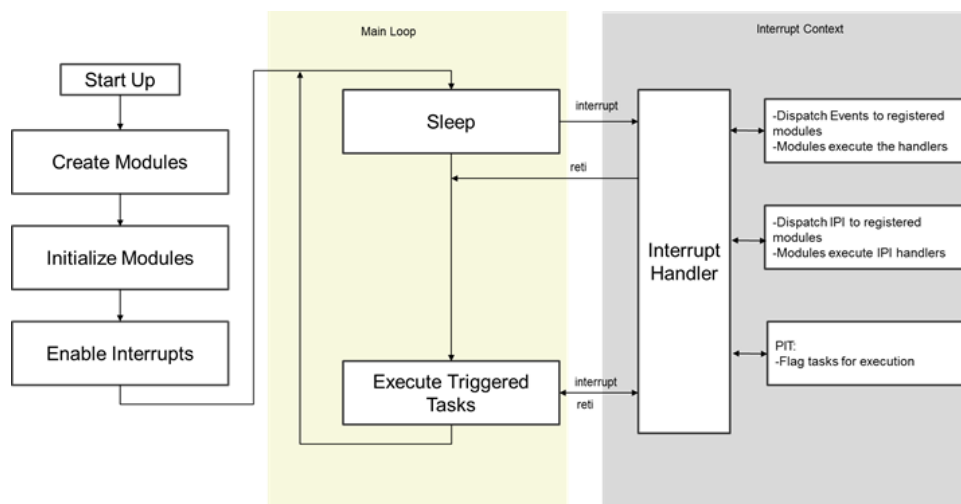 Main Loop
Interrupt Context
Start Up
Create Modules
Initialize Modules
Enable Interrupts
Sleep
interrupt
reti
Execute Triggered
Tasks
interrupt
reti
Interrupt
Handler
-Dispatch Events to registered
modules
-Modules execute the handlers
-Dispatch IPI to registered
modules
-Modules execute IPI handlers
PIT:
-Flag tasks for execution